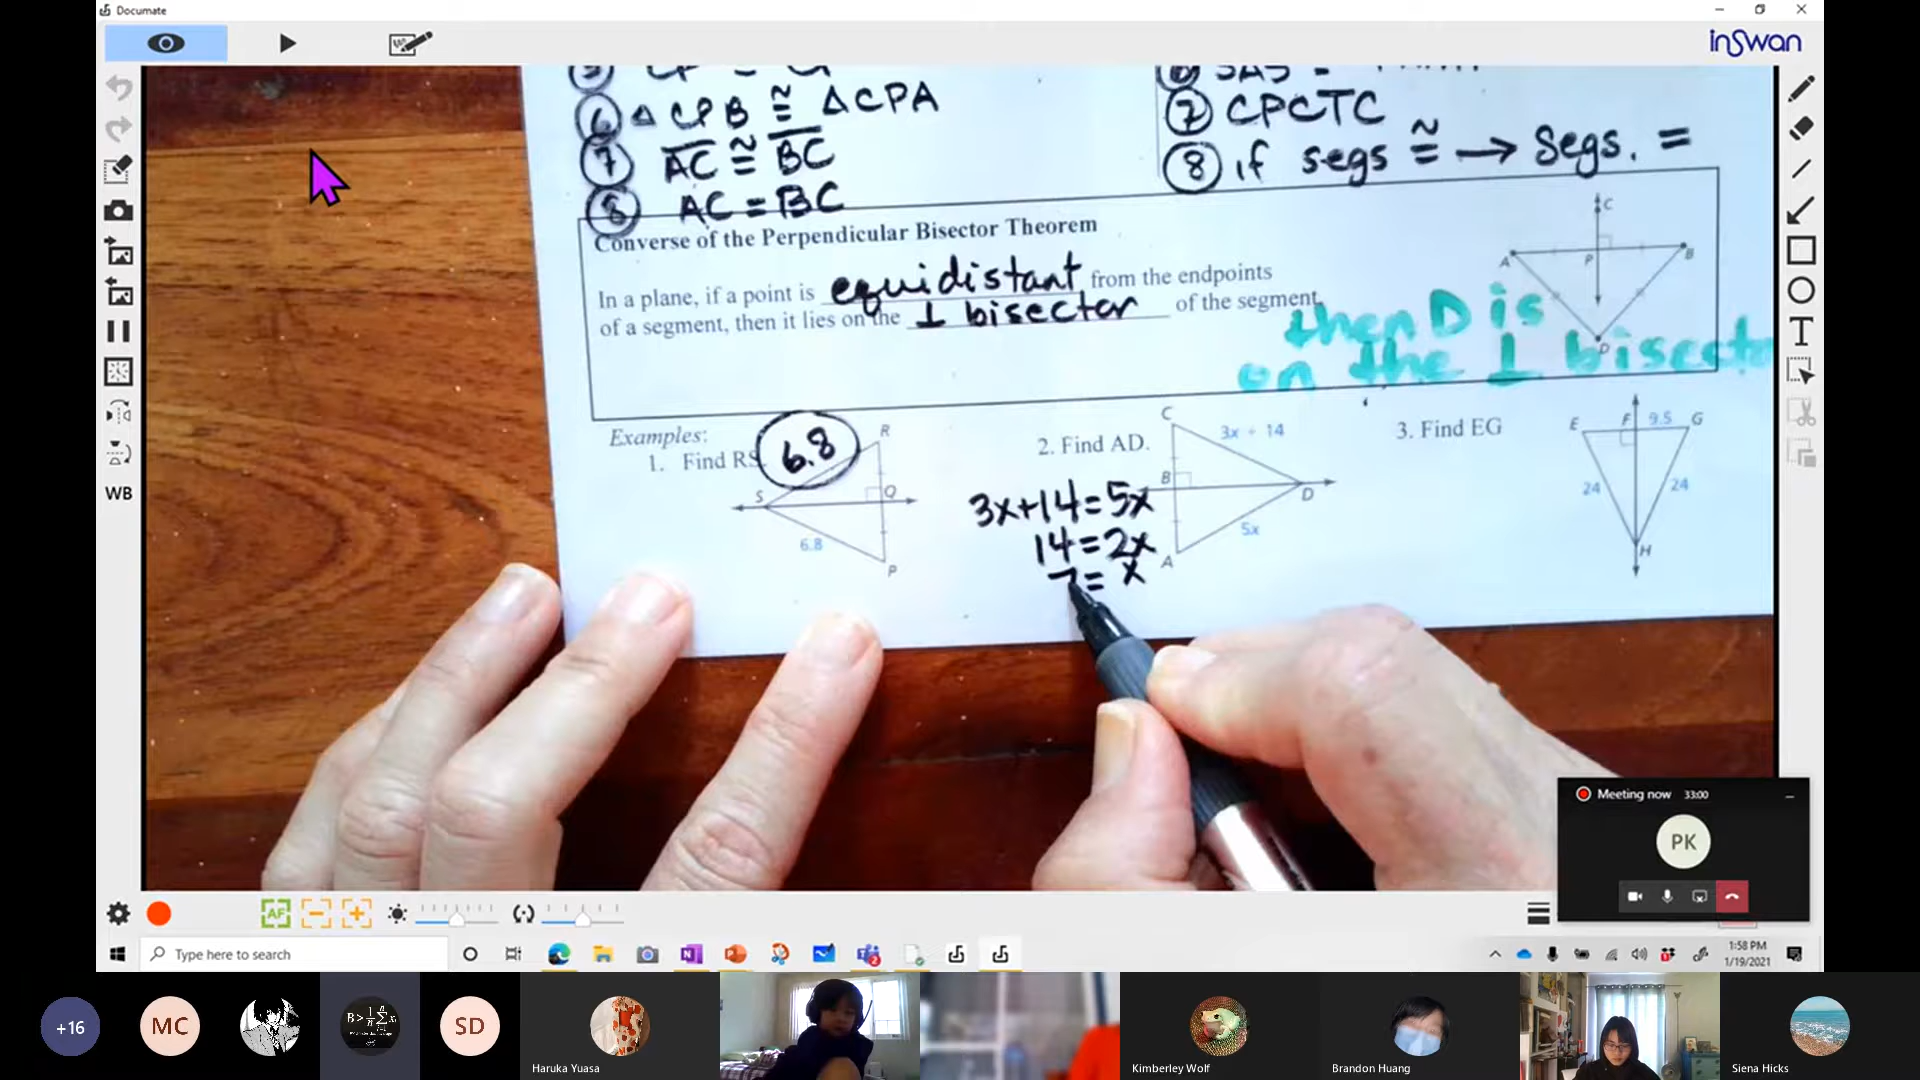 Documate
inSwan
⑥ △CPB ≅ △CPA
⑦ CPCTC
⑦ AC ≅ BC
⑧ if segs ≅ → segs. =
⑧ AC = BC
Converse of the Perpendicular Bisector Theorem
In a plane, if a point is equidistant from the endpoints
of a segment, then it lies on the ⊥ bisector of the segment.
C
A
P
B
D
then D is
on the ⊥ bisecto
Examples:
1. Find RS.
6.8
R
S
Q
6.8
P
2. Find AD.
C
3x + 14
B
D
5x
A
3x+14=5x
14=2x
7=x
3. Find EG
E
F
9.5
G
24
24
H
WB
T
AF
Meeting now 33:00
PK
Type here to search
1:58 PM
1/19/2021
+16
MC
SD
Haruka Yuasa
Kimberley Wolf
Brandon Huang
Siena Hicks